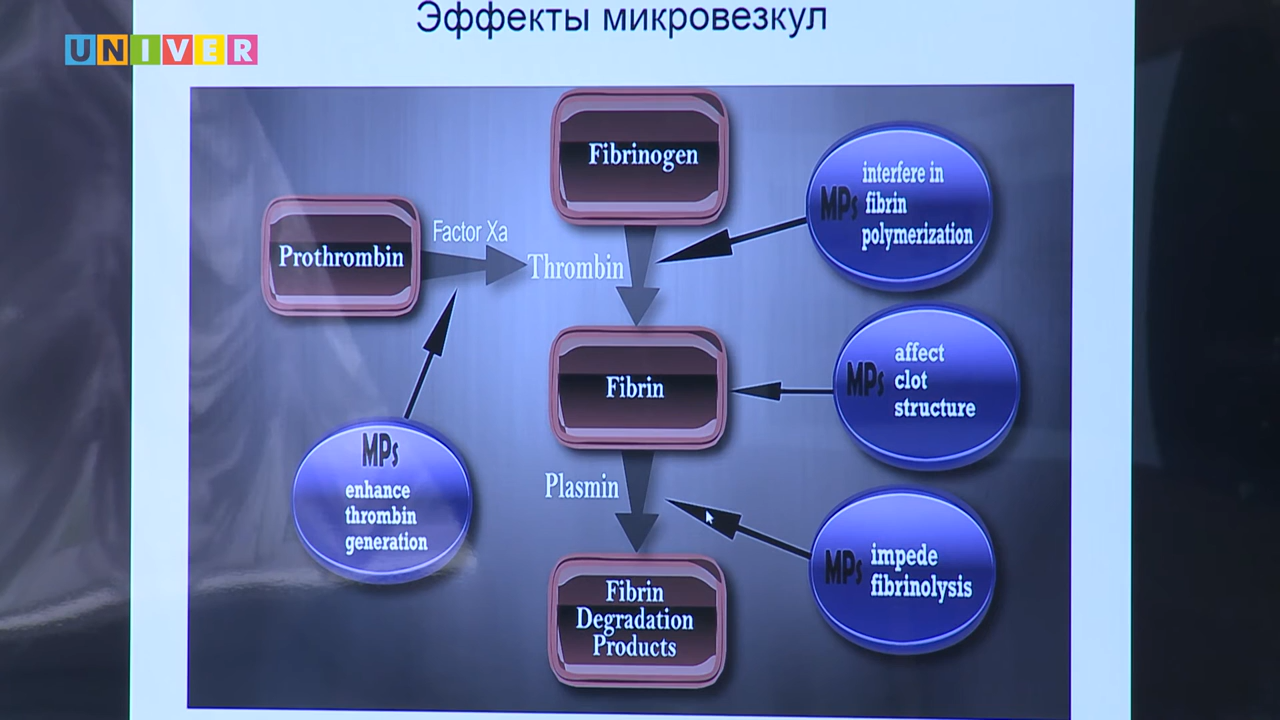 Эффекты микровезкул
UNIVER
Fibrinogen
MPs
interfere in
fibrin
polymerization
Factor Xa
Prothrombin
Thrombin
MPs
affect
clot
structure
Fibrin
MPs
enhance
thrombin
generation
Plasmin
MPs
impede
fibrinolysis
Fibrin
Degradation
Products